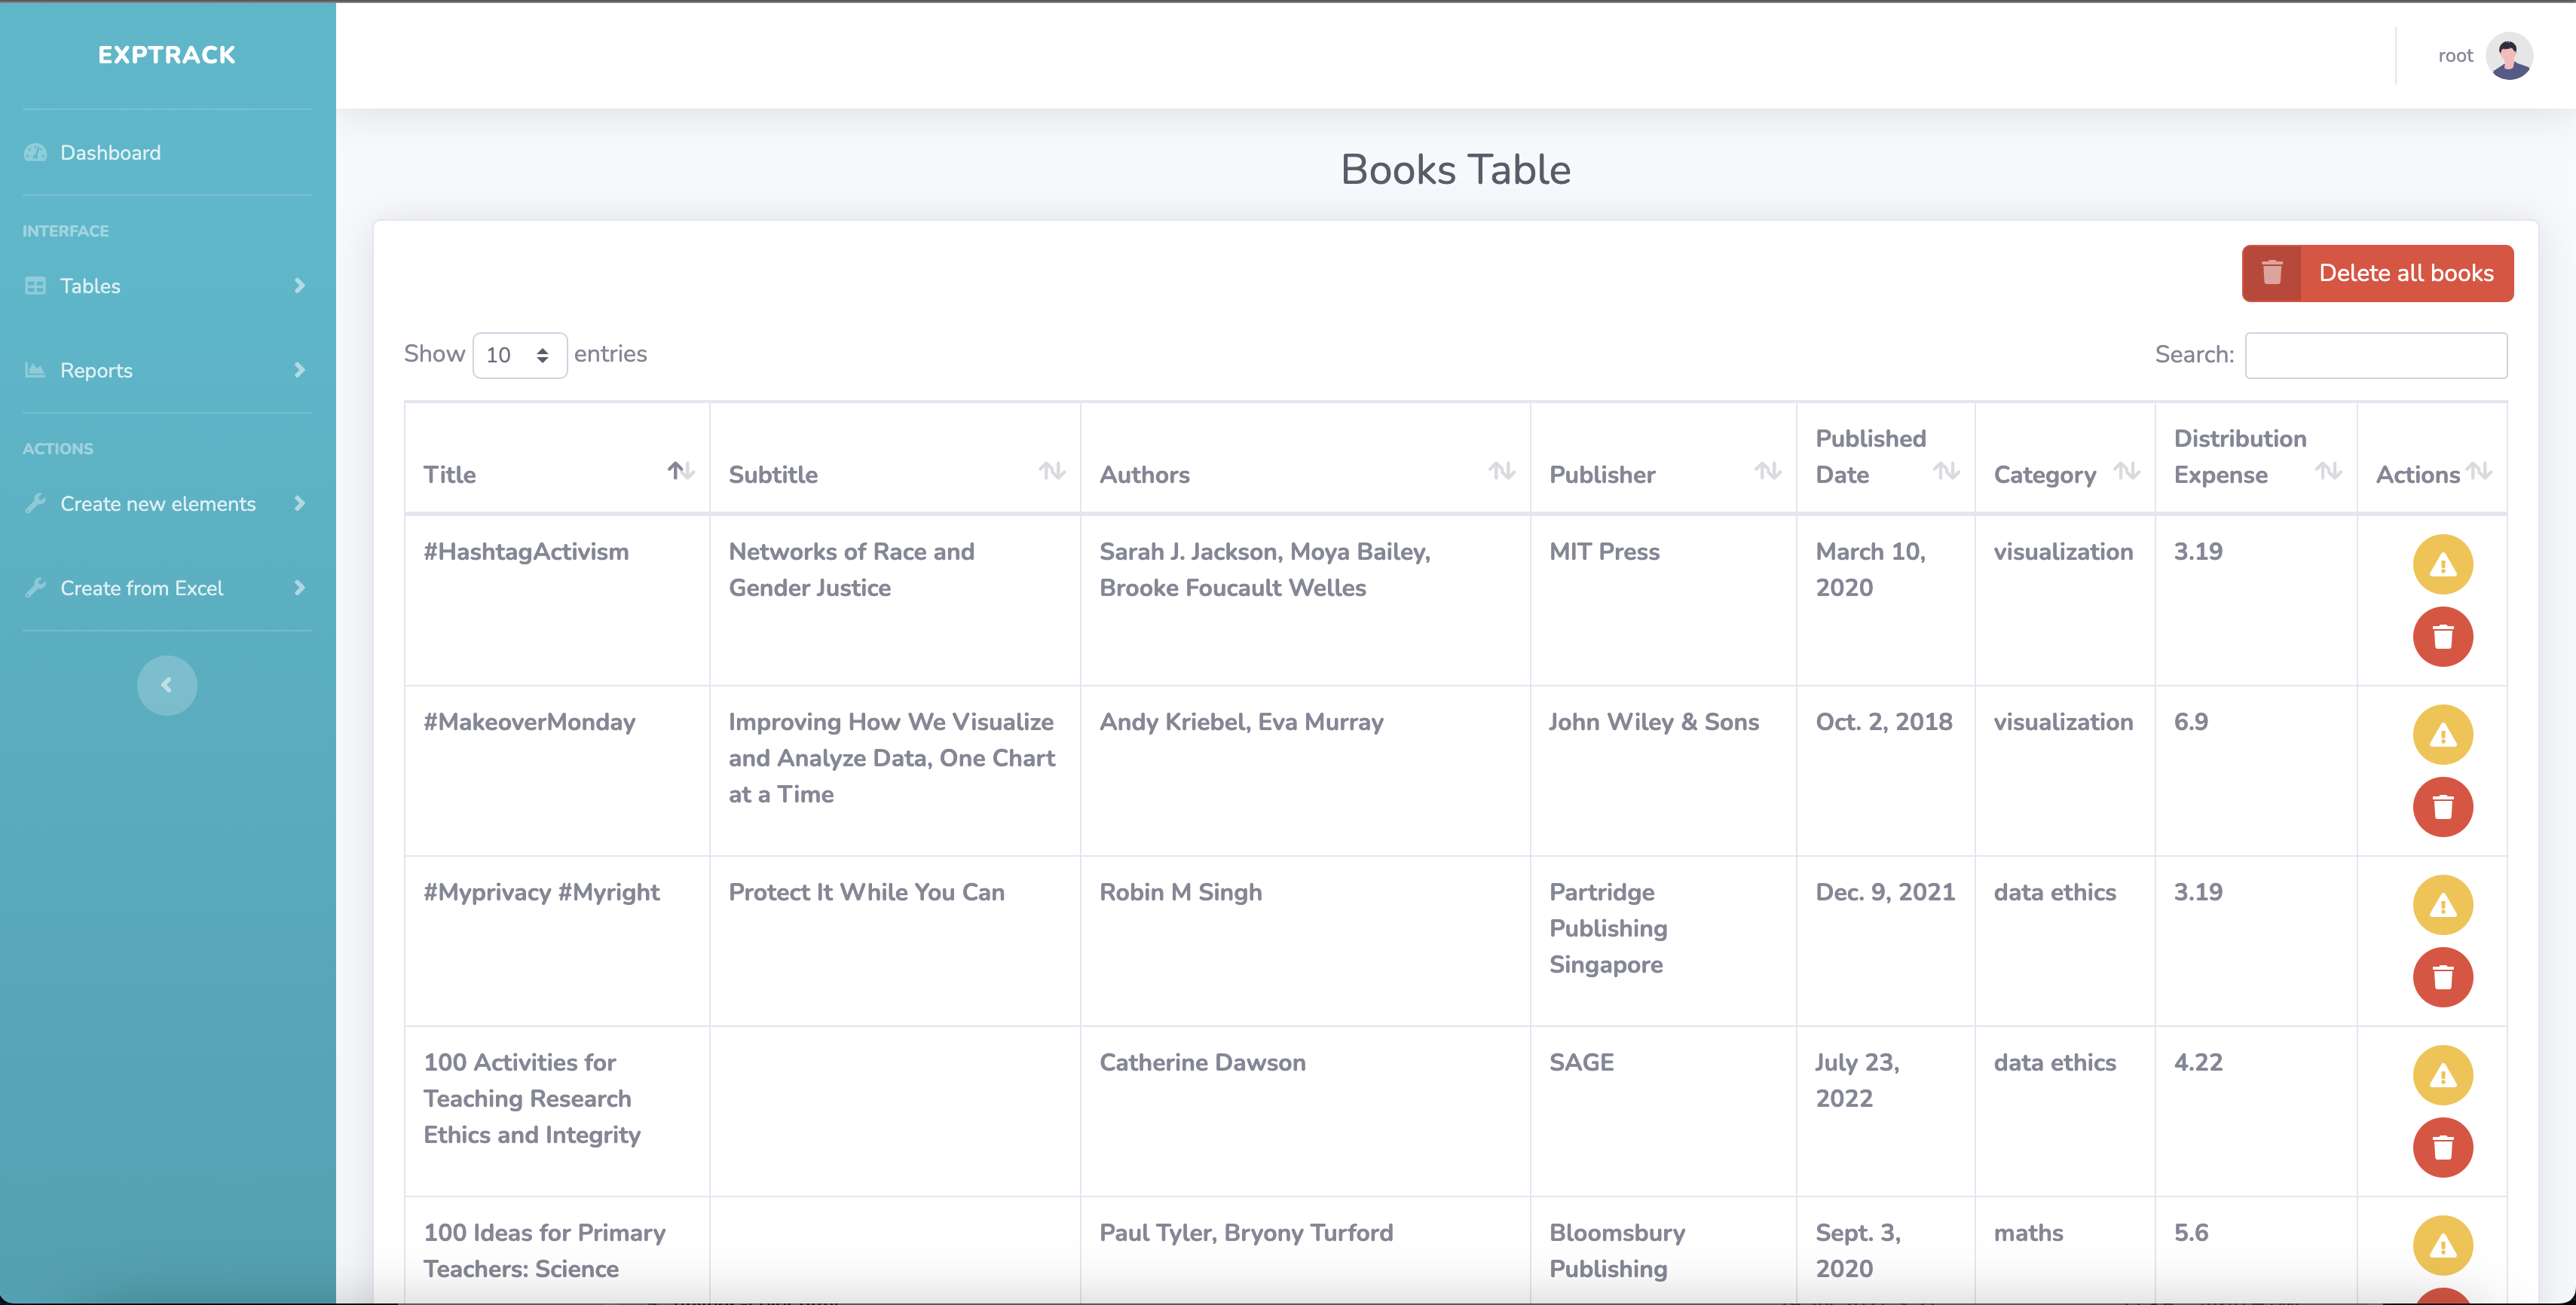 EXPTRACK
root
Dashboard
INTERFACE
Tables
Reports
ACTIONS
Create new elements
Create from Excel
Books Table
Delete all books
Show 10 entries
Search:
Title Subtitle Authors Publisher Published Date Category Distribution Expense Actions
#HashtagActivism
Networks of Race and
Gender Justice
Sarah J. Jackson, Moya Bailey,
Brooke Foucault Welles
MIT Press
March 10,
2020
visualization
3.19
#MakeoverMonday
Improving How We Visualize
and Analyze Data, One Chart
at a Time
Andy Kriebel, Eva Murray
John Wiley & Sons
Oct. 2, 2018
visualization
6.9
#Myprivacy #Myright
Protect It While You Can
Robin M Singh
Partridge
Publishing
Singapore
Dec. 9, 2021
data ethics
3.19
100 Activities for
Teaching Research
Ethics and Integrity
Catherine Dawson
SAGE
July 23,
2022
data ethics
4.22
100 Ideas for Primary
Teachers: Science
Paul Tyler, Bryony Turford
Bloomsbury
Publishing
Sept. 3,
2020
maths
5.6